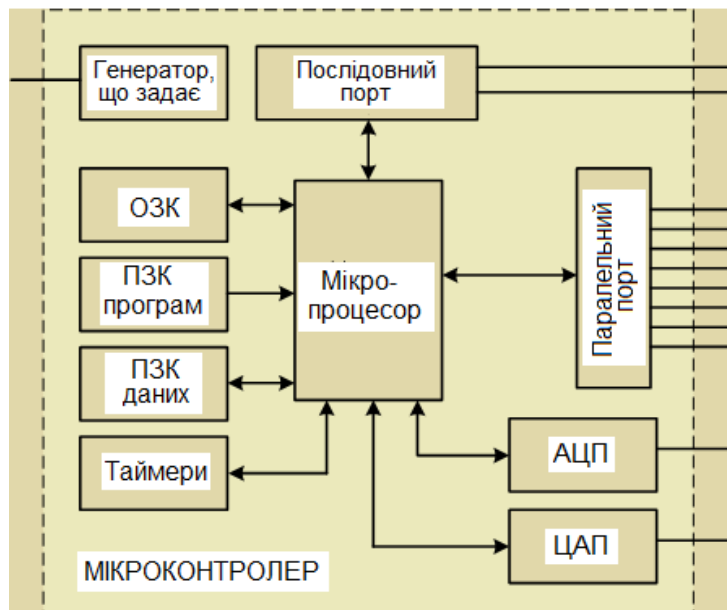 Генератор,
що задає
Послідовний
порт
ОЗК
ПЗК
програм
ПЗК
даних
Таймери
Мікро-
процесор
Паралельний
порт
АЦП
ЦАП
МІКРОКОНТРОЛЕР